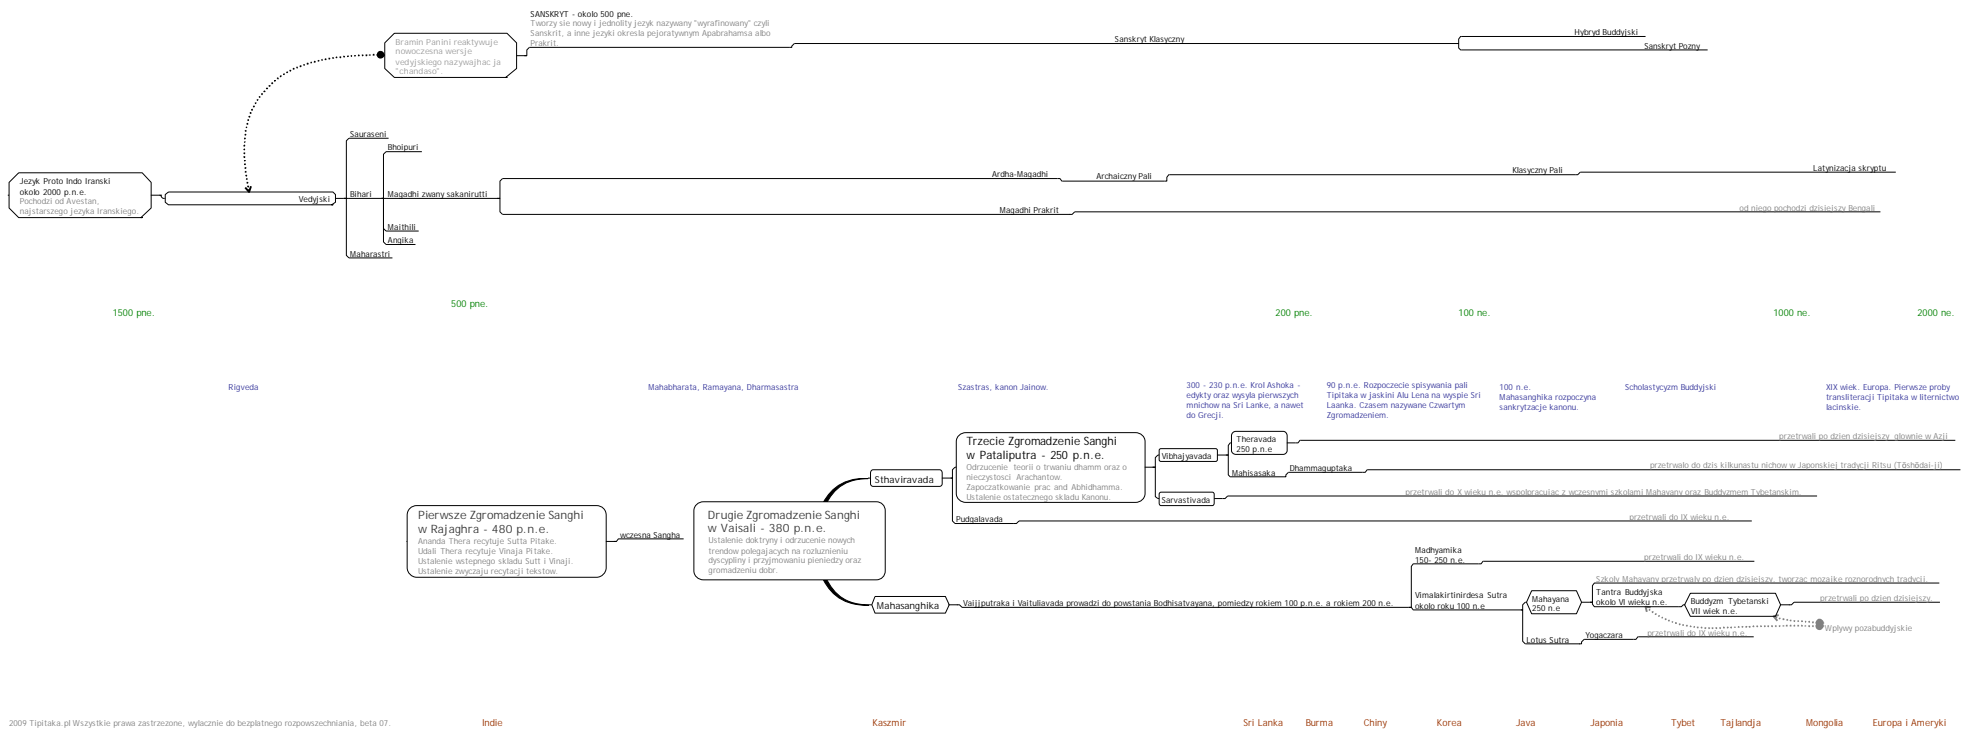 SANSKRYT - okolo 500 pne.
Tworzy sie nowy i jednolity jezyk nazywany "wyrafinowany" czyli
Sanskrit, a inne jezyki okresla pejoratywnym Apabrahamsa albo
Prakrit.
Bramin Panini reaktywuje
nowoczesna wersje
vedyjskiego nazywajhac ja
"chandaso".
Sanskryt Klasyczny
Hybryd Buddyjski
Sanskryt Pozny
Sauraseni
Bhoipuri
Jezyk Proto Indo Iranski
okolo 2000 p.n.e.
Pochodzi od Avestan,
najstarszego jezyka Iranskiego.
Vedyjski
Bihari
Magadhi zwany sakanirutti
Ardha-Magadhi
Archaiczny Pali
Klasyczny Pali
Latynizacja skryptu
Magadhi Prakrit
od niego pochodzi dzisiejszy Bengali
Maithili
Angika
Maharastri
1500 pne.
500 pne.
200 pne.
100 ne.
1000 ne.
2000 ne.
Rigveda
Mahabharata, Ramayana, Dharmasastra
Szastras, kanon Jainow.
300 - 230 p.n.e. Krol Ashoka -
edykty oraz wysyla pierwszych
mnichow na Sri Lanke, a nawet
do Grecji.
90 p.n.e. Rozpoczecie spisywania pali
Tipitaka w jaskini Alu Lena na wyspie Sri
Laanka. Czasem nazywane Czwartym
Zgromadzeniem.
100 n.e.
Mahasanghika rozpoczyna
sankrytzacje kanonu.
Scholastycyzm Buddyjski
XIX wiek. Europa. Pierwsze proby
transliteracji Tipitaka w liternictwo
lacinskie.
Trzecie Zgromadzenie Sanghi
w Pataliputra - 250 p.n.e.
Odrzucenie teorii o trwaniu dhamm oraz o
nieczystosci Arachantow.
Zapoczatkowanie prac and Abhidhamma.
Ustalenie ostatecznego skladu Kanonu.
Vibhajyavada
Theravada
250 p.n.e
przetrwali po dzien dzisiejszy, glownie w Azji
Mahisasaka
Dhammaguptaka
przetrwalo do dzis kilkunastu nichow w Japonskiej tradycji Ritsu (Tōshōdai-ji)
Sarvastivada
przetrwali do X wieku n.e. wspolpracujac z wczesnymi szkolami Mahayany oraz Buddyzmem Tybetanskim.
Sthaviravada
Pudgalavada
przetrwali do IX wieku n.e.
Pierwsze Zgromadzenie Sanghi
w Rajaghra - 480 p.n.e.
Ananda Thera recytuje Sutta Pitake.
Udali Thera recytuje Vinaja Pitake.
Ustalenie wstepnego skladu Sutt i Vinaji.
Ustalenie zwyczaju recytacji tekstow.
wczesna Sangha
Drugie Zgromadzenie Sanghi
w Vaisali - 380 p.n.e.
Ustalenie doktryny i odrzucenie nowych
trendow polegajacych na rozluznieniu
dyscypliny i przyjmowaniu pieniedzy oraz
gromadzeniu dobr.
Mahasanghika
Vaijjputraka i Vaituliavada prowadzi do powstania Bodhisatvayana, pomiedzy rokiem 100 p.n.e. a rokiem 200 n.e.
Madhyamika
150- 250 n.e.
przetrwali do IX wieku n.e.
Vimalakirtinirdesa Sutra
okolo roku 100 n.e
Mahayana
250 n.e
Szkoly Mahayany przetrwaly po dzien dzisiejszy, tworzac mozaike roznorodnych tradycji.
Tantra Buddyjska
okolo VI wieku n.e.
Buddyzm Tybetanski
VII wiek n.e.
przetrwali po dzien dzisiejszy.
Wplywy pozabuddyjskie
Lotus Sutra
Yogaczara
przetrwali do IX wieku n.e.
2009 Tipitaka.pl Wszystkie prawa zastrzezone, wylacznie do bezplatnego rozpowszechniania, beta 07.
Indie
Kaszmir
Sri Lanka
Burma
Chiny
Korea
Java
Japonia
Tybet
Tajlandja
Mongolia
Europa i Ameryki